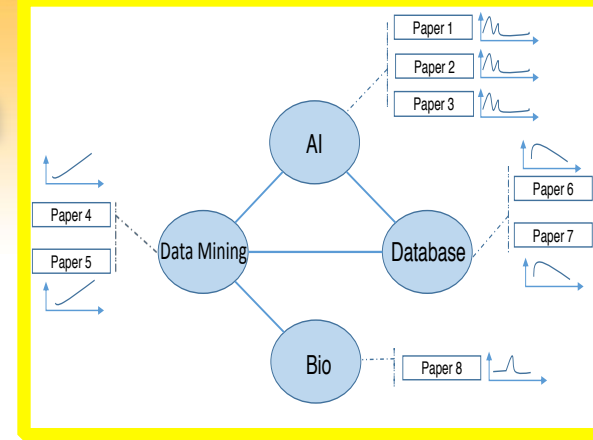 Paper 1
Paper 2
Paper 3
AI
Paper 4
Paper 5
Data Mining
Database
Paper 6
Paper 7
Bio
Paper 8